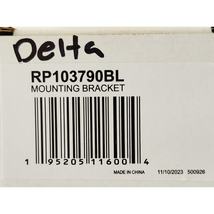 Delta
RP103790BL
MOUNTING BRACKET
1 95205 11600 4
MADE IN CHINA 11/10/2023 500926